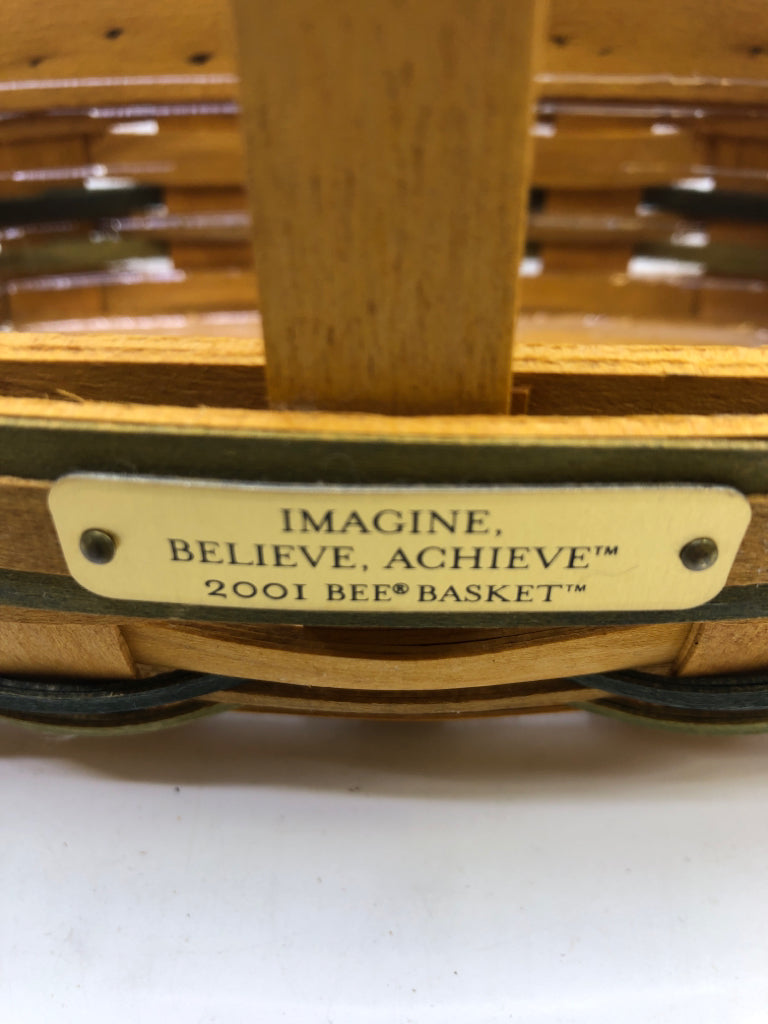 IMAGINE,
BELIEVE, ACHIEVE™
2001 BEE® BASKET™